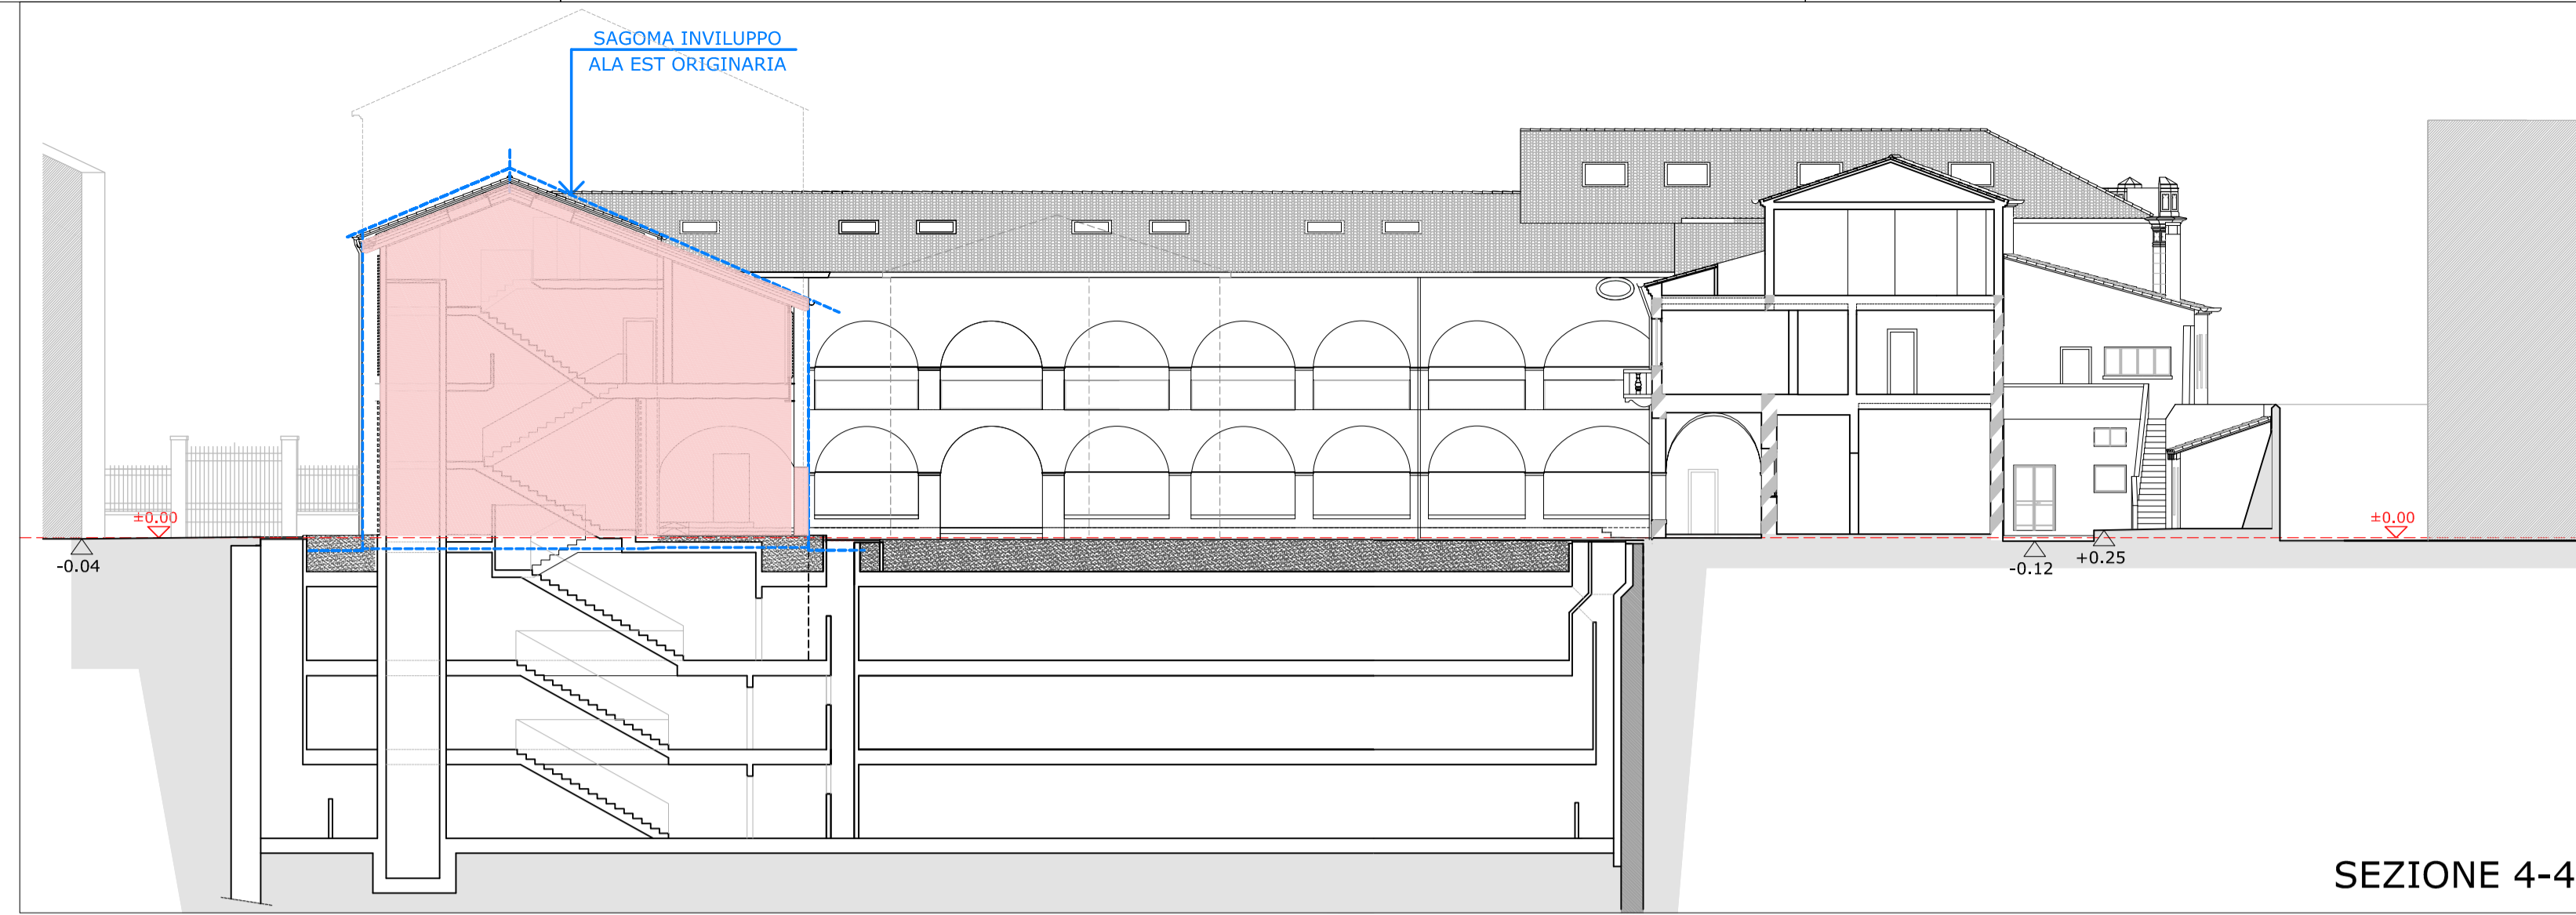 SAGOMA INVILUPPO
ALA EST ORIGINARIA
±0.00
±0.00
-0.04
-0.12
+0.25
SEZIONE 4-4